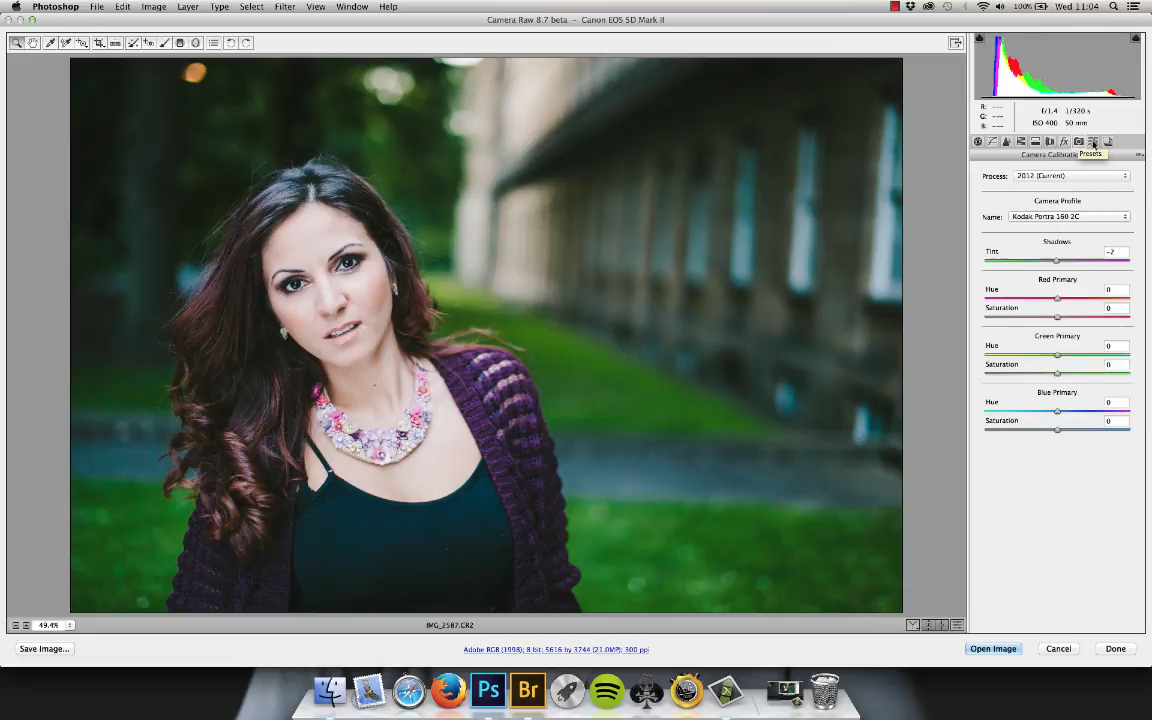 Photoshop File Edit Image Layer Type Select Filter View Window Help 100% Wed 11:04
Camera Raw 8.7 beta - Canon EOS 5D Mark II
R: ---
G: ---
B: ---
f/1.4 1/320 s
ISO 400 50 mm
fx
Camera Calibratio
Presets
Process: 2012 (Current)
Camera Profile
Name: Kodak Portra 160 2C
Shadows
Tint -2
Red Primary
Hue 0
Saturation 0
Green Primary
Hue 0
Saturation 0
Blue Primary
Hue 0
Saturation 0
49.4% IMG_2587.CR2
Save Image... Adobe RGB (1998); 8 bit; 5616 by 3744 (21.0MP); 300 ppi Open Image Cancel Done
Ps Br